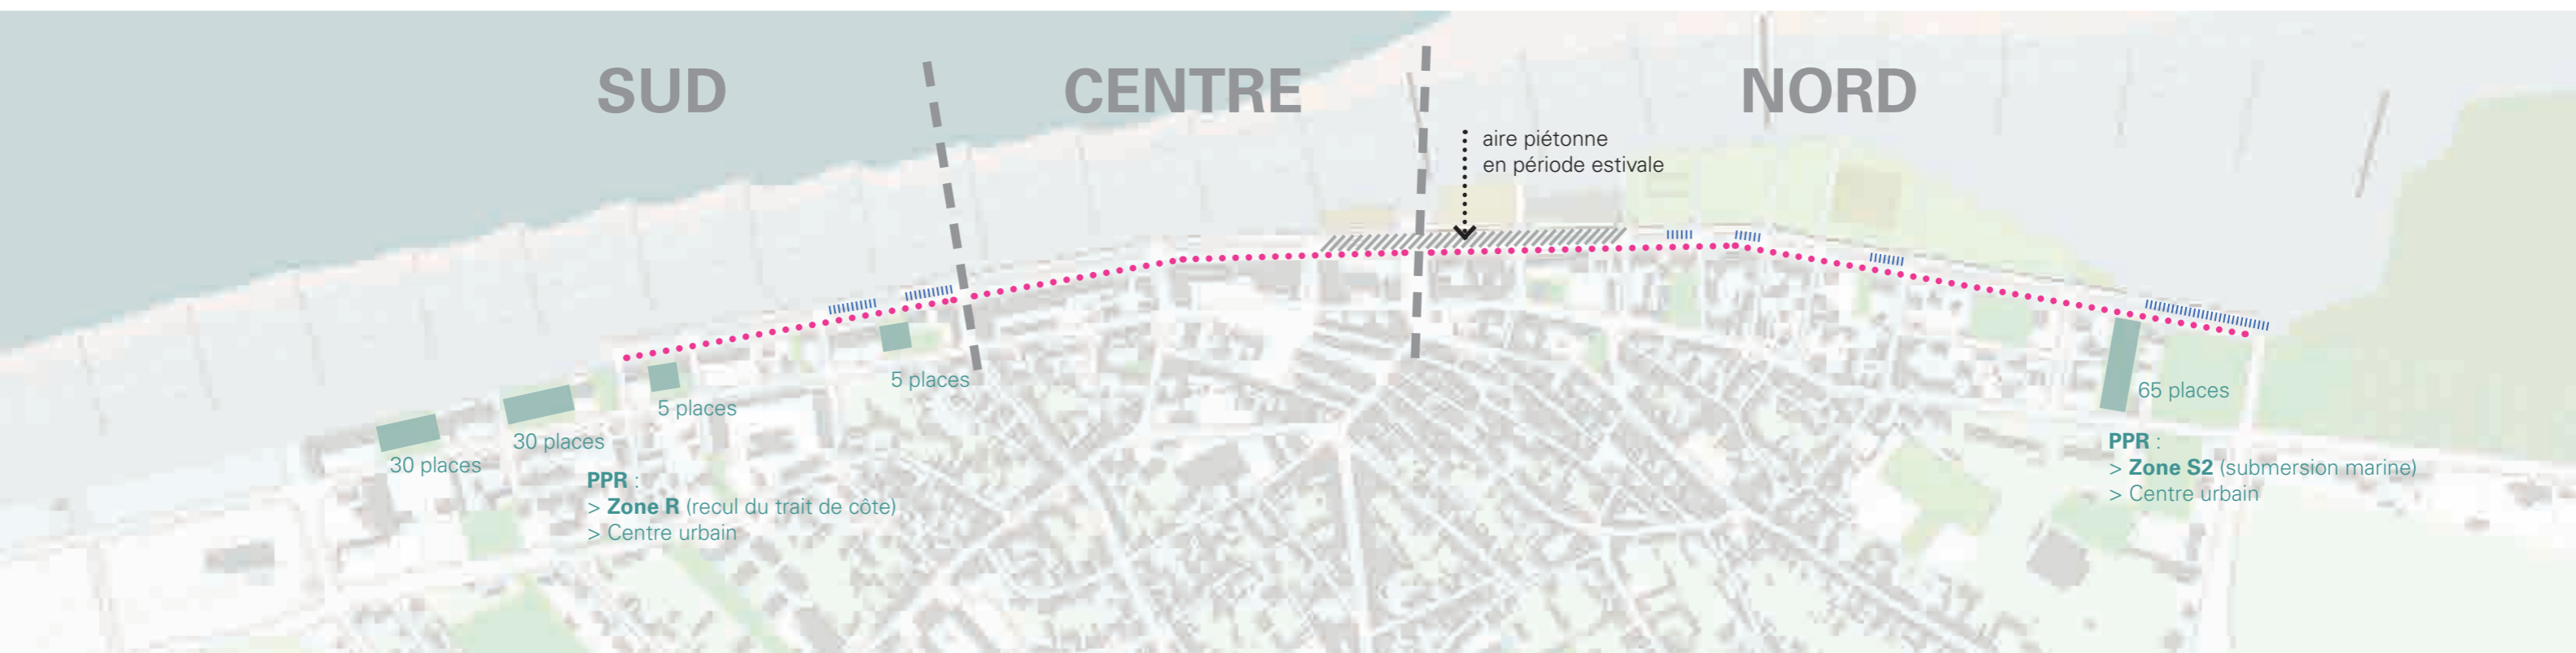 SUD
CENTRE
NORD
aire piétonne
en période estivale
5 places
5 places
30 places
30 places
PPR :
> Zone R (recul du trait de côte)
> Centre urbain
65 places
PPR :
> Zone S2 (submersion marine)
> Centre urbain